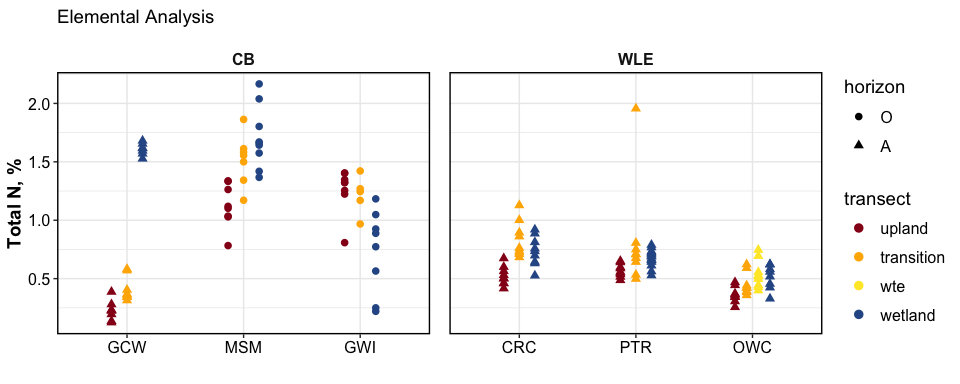 Elemental Analysis
CB
WLE
Total N, %
2.0
1.5
1.0
0.5
GCW
MSM
GWI
CRC
PTR
OWC
horizon
O
A
transect
upland
transition
wte
wetland